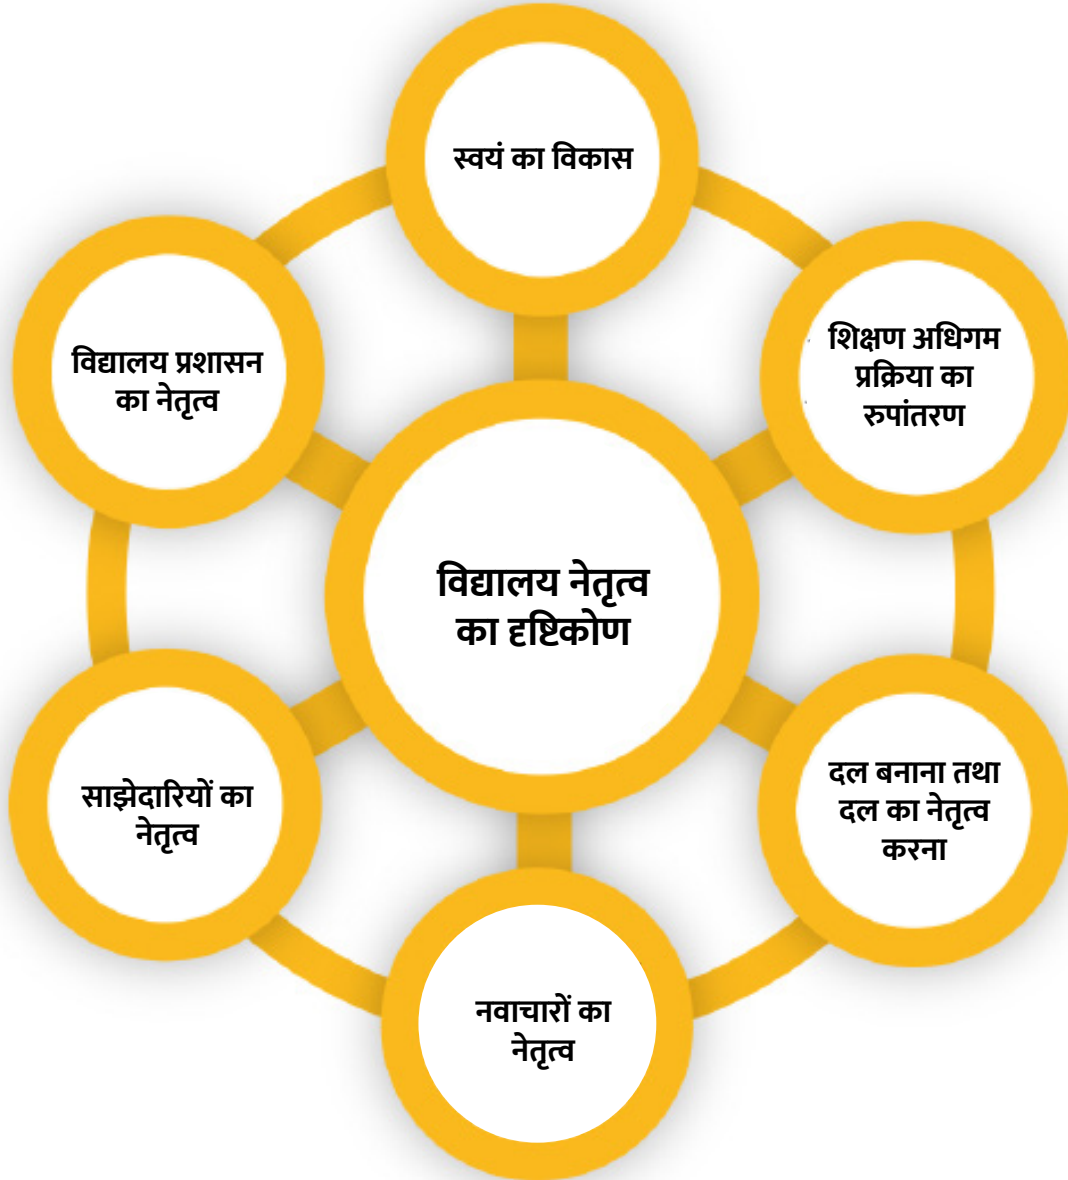 स्वयं का विकास
शिक्षण अधिगम
प्रक्रिया का
रुपांतरण
दल बनाना तथा
दल का नेतृत्व
करना
नवाचारों का
नेतृत्व
साझेदारियों का
नेतृत्व
विद्यालय प्रशासन
का नेतृत्व
विद्यालय नेतृत्व
का दृष्टिकोण